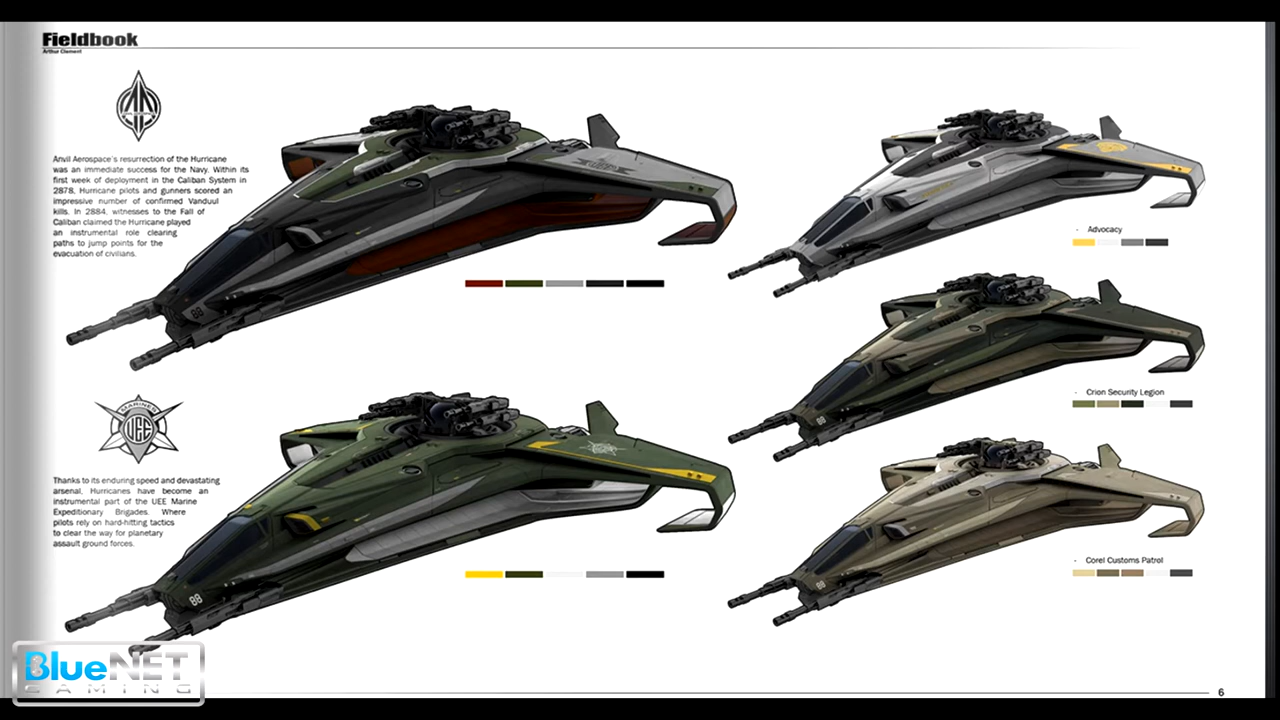 Fieldbook
Arthur Clement
Anvil Aerospace's resurrection of the Hurricane
was an immediate success for the Navy. Within its
first week of deployment in the Caliban System in
2878, Hurricane pilots and gunners scored an
impressive number of confirmed Vanduul
kills. In 2884, witnesses to the Fall of
Caliban claimed the Hurricane played
an instrumental role clearing
paths to jump points for the
evacuation of civilians.
88
MARINES
UEE
Thanks to its enduring speed and devastating
arsenal, Hurricanes have become an
instrumental part of the UEE Marine
Expeditionary Brigades. Where
pilots rely on hard-hitting tactics
to clear the way for planetary
assault ground forces.
88
- Advocacy
88
- Crion Security Legion
88
- Corel Customs Patrol
BlueNET
GAMING
6